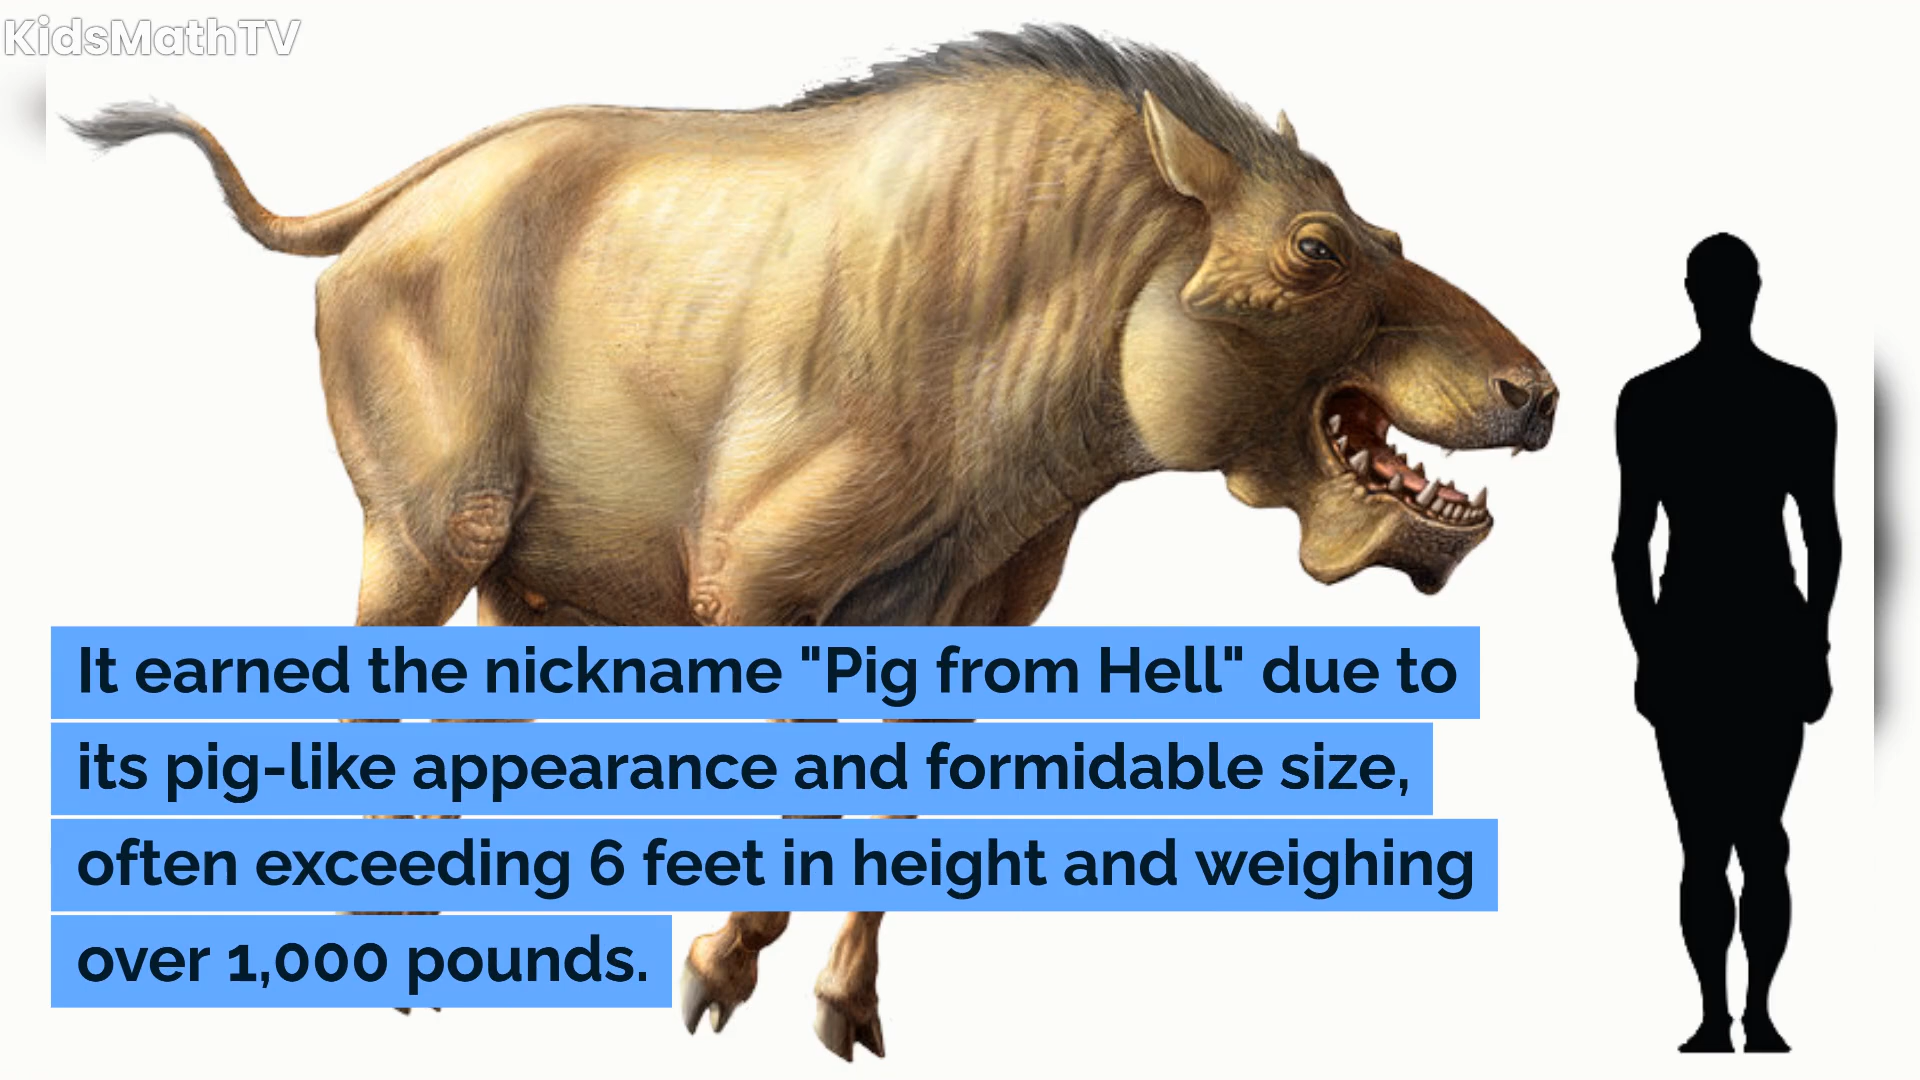 KidsMathTV
It earned the nickname "Pig from Hell" due to
its pig-like appearance and formidable size,
often exceeding 6 feet in height and weighing
over 1,000 pounds.